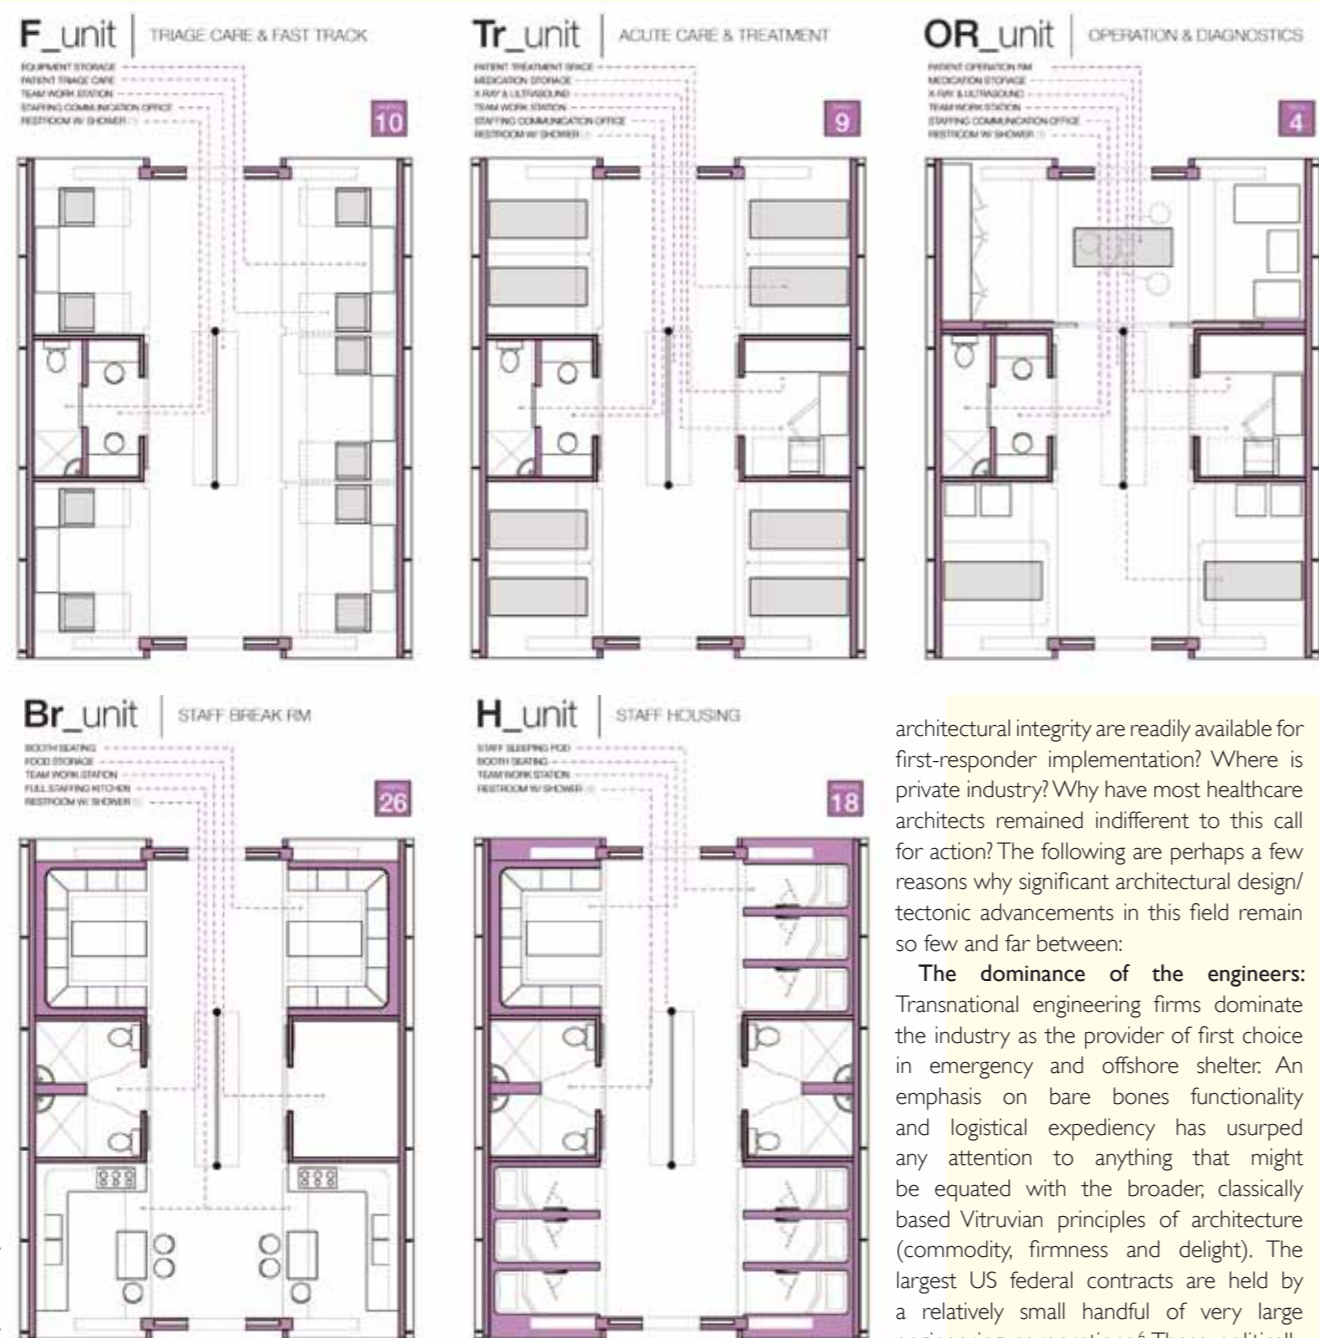 F_unit | TRIAGE CARE & FAST TRACK
EQUIPMENT STORAGE
PATIENT TRIAGE CARE
TEAM WORK STATION
STAFFING COMMUNICATION OFFICE
RESTROOM W/ SHOWER
10
Tr_unit | ACUTE CARE & TREATMENT
PATIENT TREATMENT SPACE
MEDICATION STORAGE
X-RAY & ULTRASOUND
TEAM WORK STATION
STAFFING COMMUNICATION OFFICE
RESTROOM W/ SHOWER
9
OR_unit | OPERATION & DIAGNOSTICS
PATIENT OPERATION RM
MEDICATION STORAGE
X-RAY & ULTRASOUND
TEAM WORK STATION
STAFFING COMMUNICATION OFFICE
RESTROOM W/ SHOWER
4
Br_unit | STAFF BREAK RM
BOOTH SEATING
FOOD STORAGE
TEAM WORK STATION
FULL STAFFING KITCHEN
RESTROOM W/ SHOWER
26
H_unit | STAFF HOUSING
STAFF SLEEPING POD
BOOTH SEATING
TEAM WORK STATION
RESTROOM W/ SHOWER
18
architectural integrity are readily available for
first-responder implementation? Where is
private industry? Why have most healthcare
architects remained indifferent to this call
for action? The following are perhaps a few
reasons why significant architectural design/
tectonic advancements in this field remain
so few and far between:
The dominance of the engineers:
Transnational engineering firms dominate
the industry as the provider of first choice
in emergency and offshore shelter. An
emphasis on bare bones functionality
and logistical expediency has usurped
any attention to anything that might
be equated with the broader, classically
based Vitruvian principles of architecture
(commodity, firmness and delight). The
largest US federal contracts are held by
a relatively small handful of very large